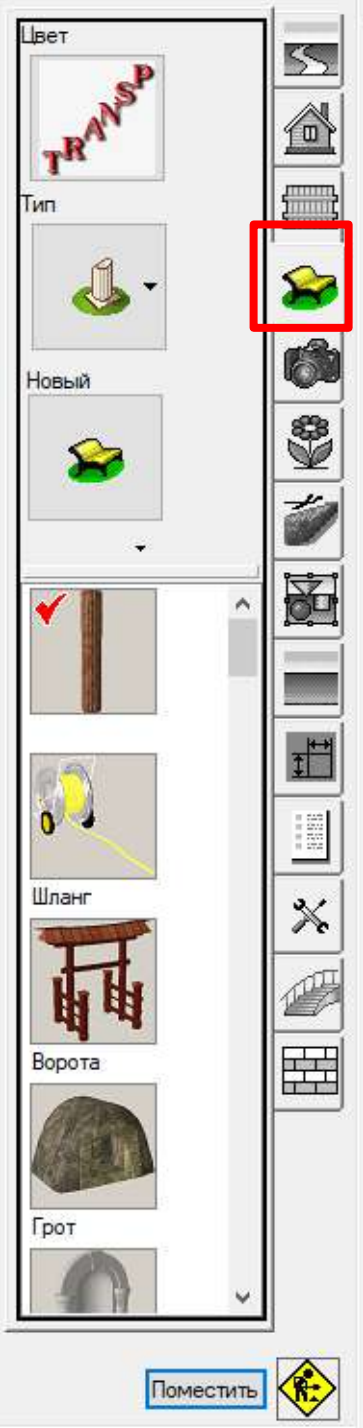 Цвет
TRANSP
Тип
Новый
Шланг
Ворота
Грот
Поместить